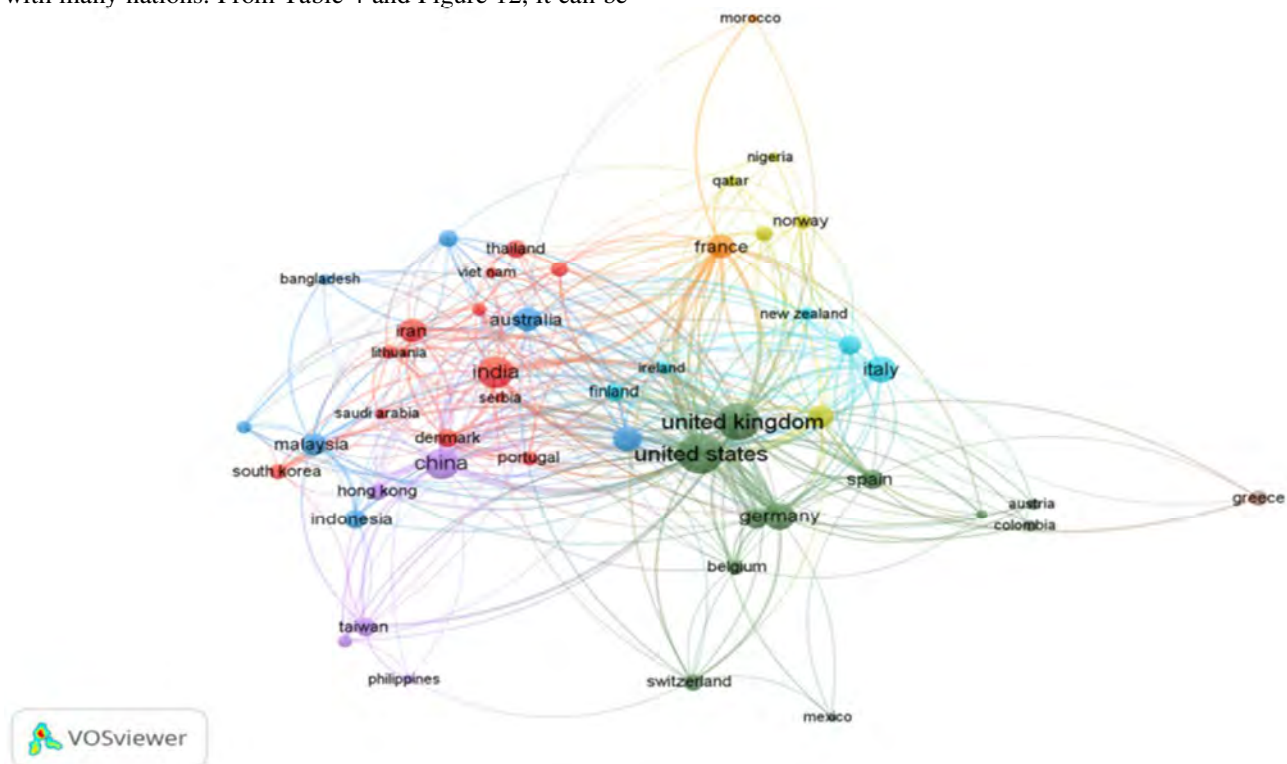 with many nations. From Table 4 and Figure 12, it can be
morocco
nigeria
qatar
norway
france
thailand
viet nam
bangladesh
australia
new zealand
iran
lithuania
ireland
italy
india
finland
serbia
saudi arabia
united kingdom
denmark
malaysia
portugal
united states
china
south korea
spain
hong kong
greece
austria
indonesia
germany
colombia
belgium
taiwan
philippines
switzerland
mexico
VOSviewer